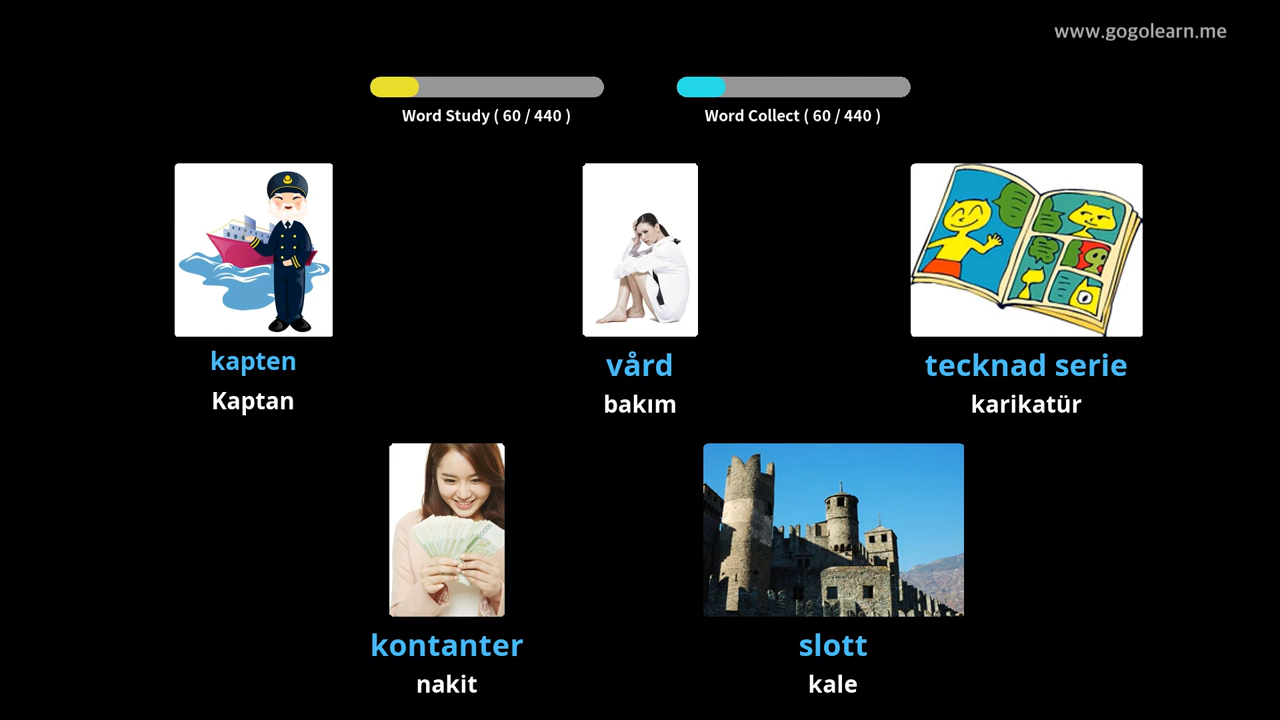 www.gogolearn.me
Word Study ( 60 / 440 )
Word Collect ( 60 / 440 )
kapten
Kaptan
vård
bakım
tecknad serie
karikatür
kontanter
nakit
slott
kale